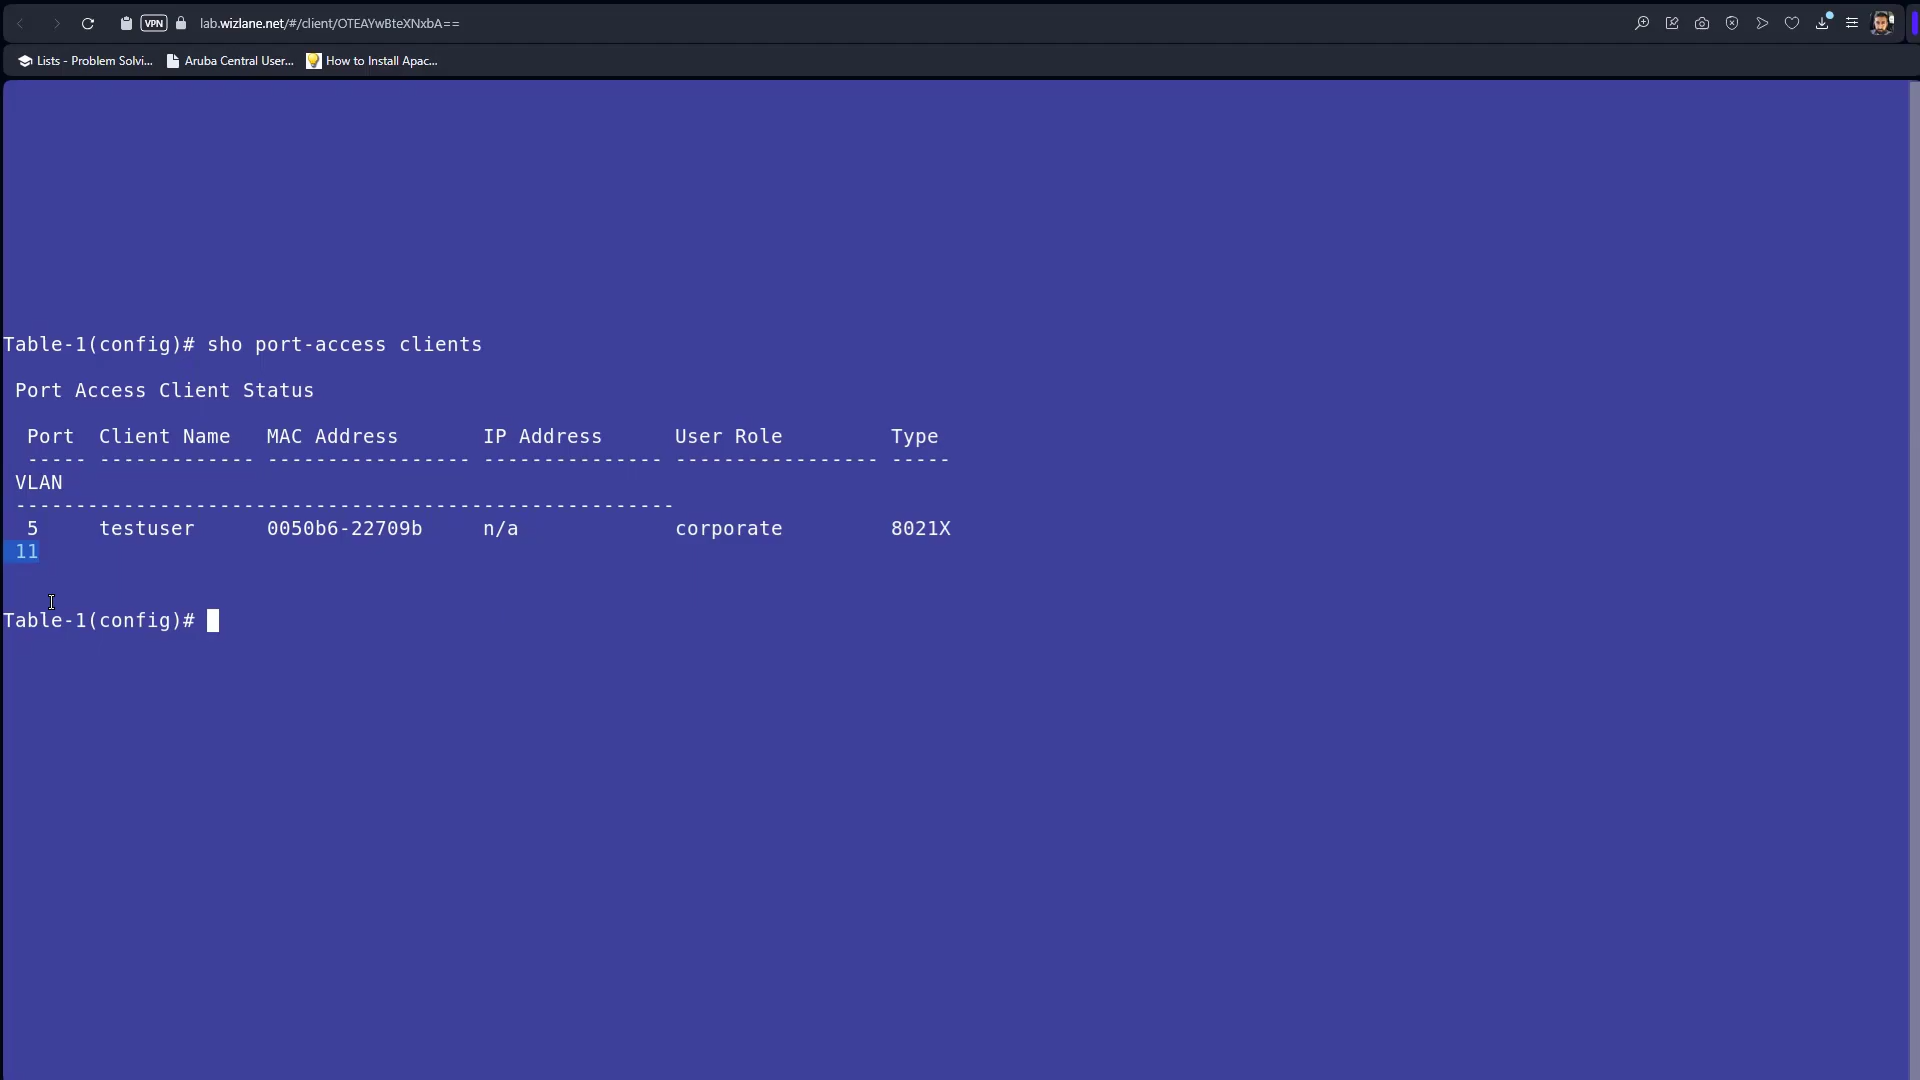 VPN lab.wizlane.net/#/client/OTEAYwBteXNxbA==
Lists - Problem Solvi... Aruba Central User... How to Install Apac...
Table-1(config)# sho port-access clients
Port Access Client Status
Port Client Name MAC Address IP Address User Role Type
----- ------------- ----------------- --------------- ----------------- -----
VLAN
-------------------------------------------------------
5 testuser 0050b6-22709b n/a corporate 8021X
11
Table-1(config)#